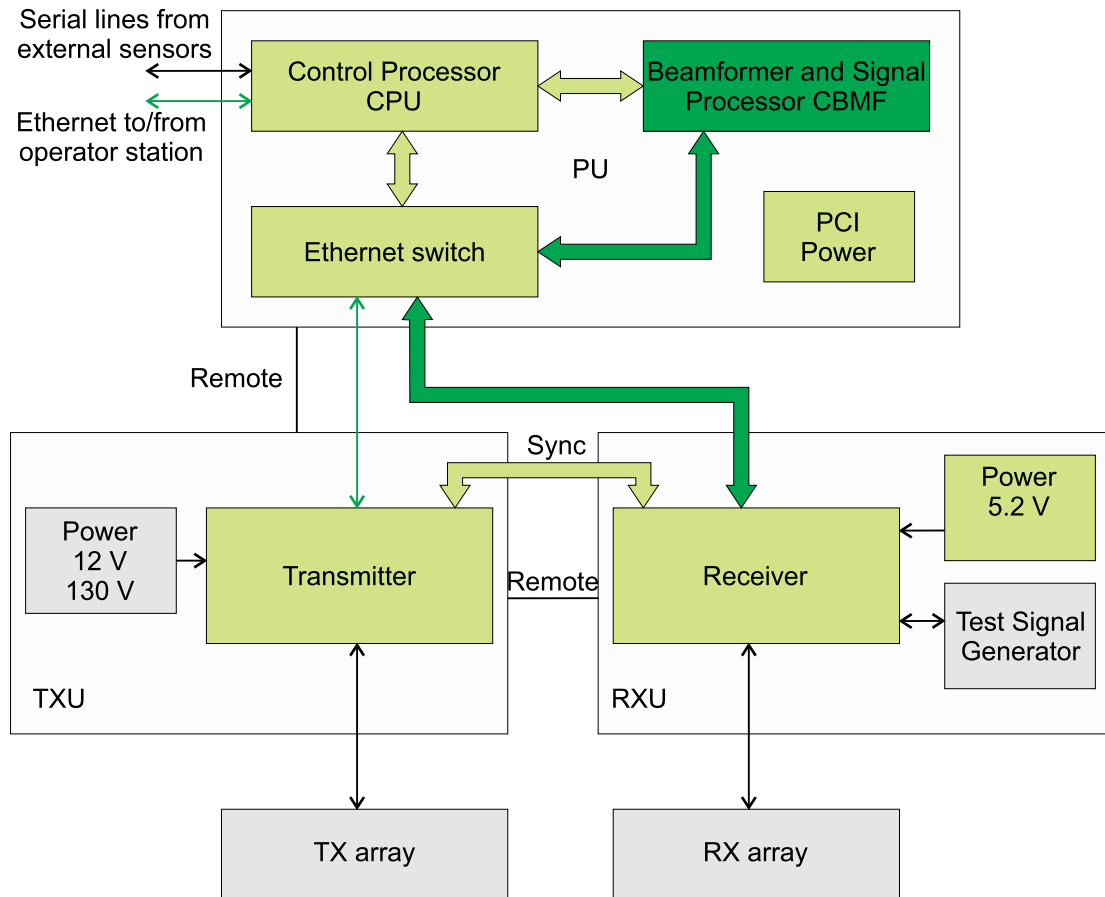 Serial lines from
external sensors
Ethernet to/from
operator station
Control Processor
CPU
Beamformer and Signal
Processor CBMF
PU
Ethernet switch
PCI
Power
Remote
Sync
Power
12 V
130 V
Transmitter
Remote
Receiver
Power
5.2 V
Test Signal
Generator
TXU
RXU
TX array
RX array